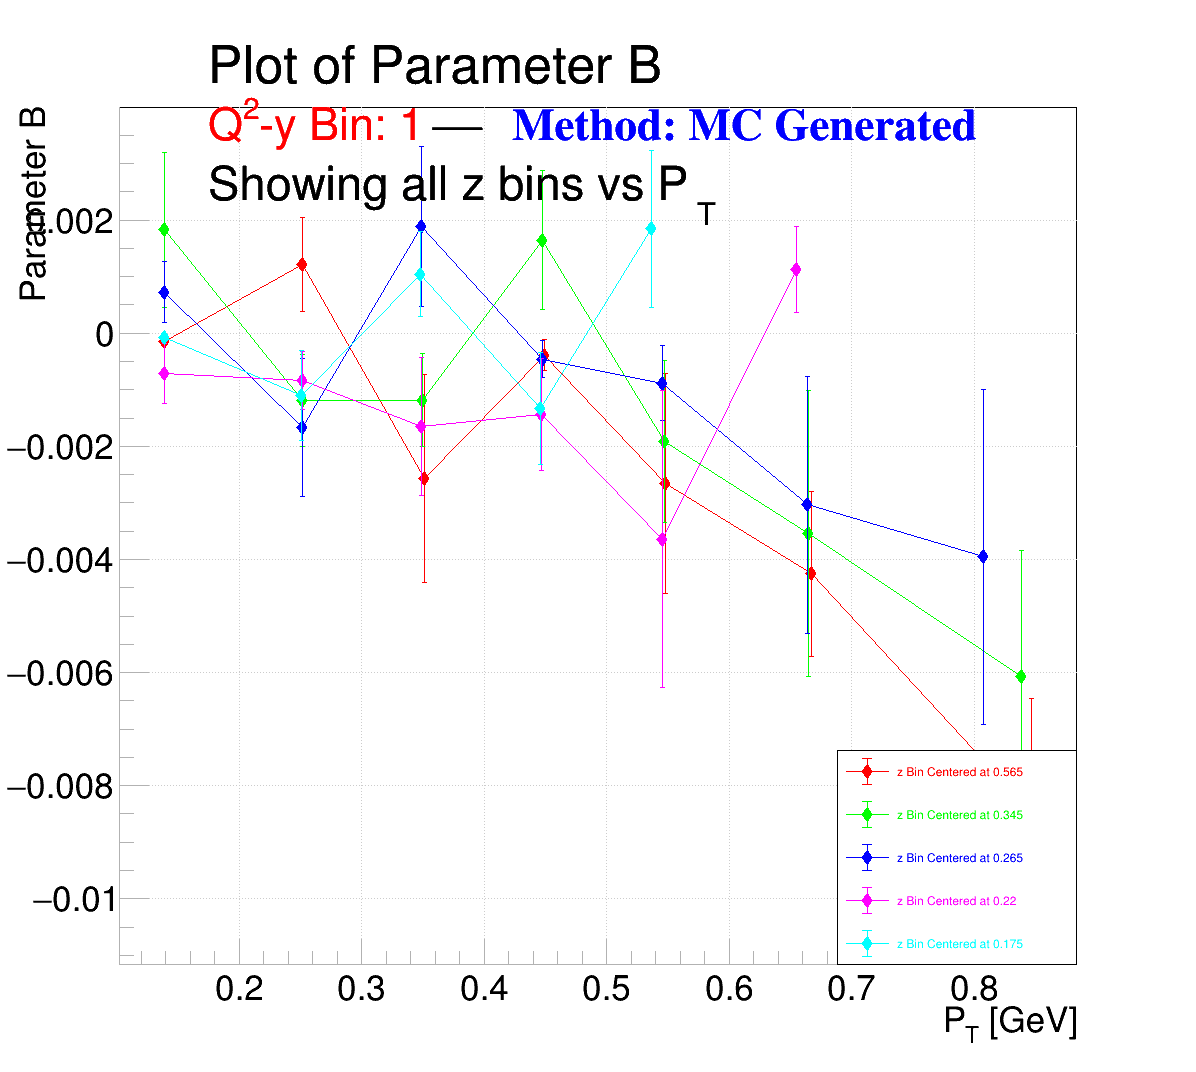 Plot of Parameter B
Q²-y Bin: 1 — Method: MC Generated
Showing all z bins vs P_T
Parameter B
0.002
0
−0.002
−0.004
−0.006
−0.008
−0.01
z Bin Centered at 0.565
z Bin Centered at 0.345
z Bin Centered at 0.265
z Bin Centered at 0.22
z Bin Centered at 0.175
0.2 0.3 0.4 0.5 0.6 0.7 0.8
P_T [GeV]